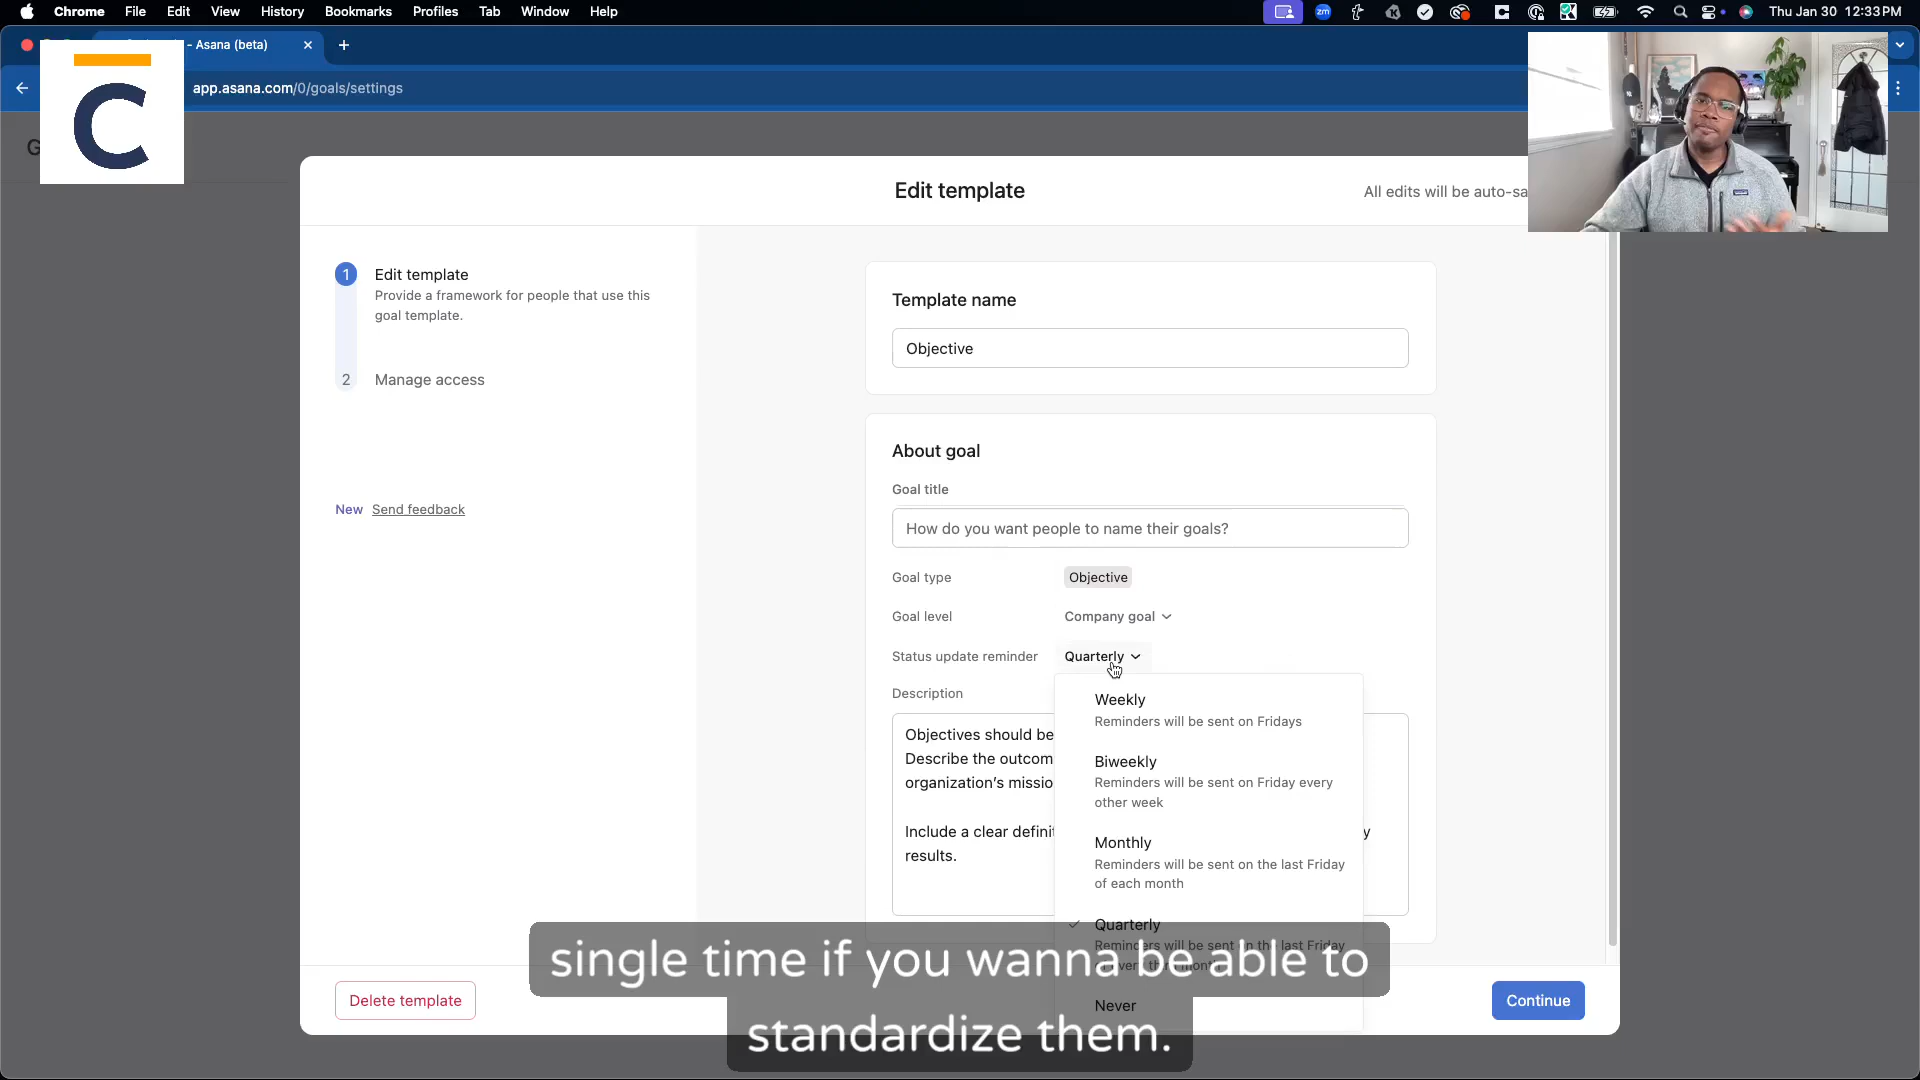 Chrome File Edit View History Bookmarks Profiles Tab Window Help
zm
Thu Jan 30 12:33 PM
- Asana (beta)
app.asana.com/0/goals/settings
C
G
Edit template
All edits will be auto-sa
1 Edit template
Provide a framework for people that use this
goal template.
2 Manage access
New Send feedback
Template name
Objective
About goal
Goal title
How do you want people to name their goals?
Goal type Objective
Goal level Company goal
Status update reminder Quarterly
Description
Objectives should be
Describe the outcom
organization's missio
Include a clear definit y
results.
Weekly
Reminders will be sent on Fridays
Biweekly
Reminders will be sent on Friday every
other week
Monthly
Reminders will be sent on the last Friday
of each month
Quarterly
Reminders will be sent on the last Friday
of every third month
Never
single time if you wanna be able to
standardize them.
Delete template
Continue